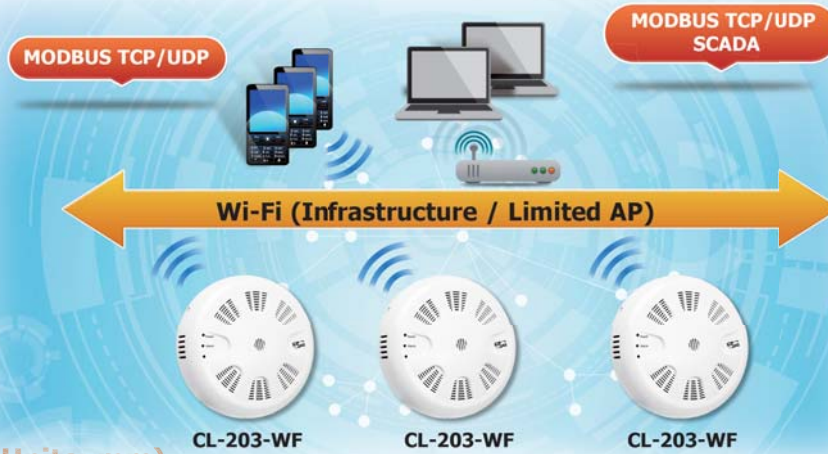 MODBUS TCP/UDP
MODBUS TCP/UDP
SCADA
Wi-Fi (Infrastructure / Limited AP)
CL-203-WF
CL-203-WF
CL-203-WF